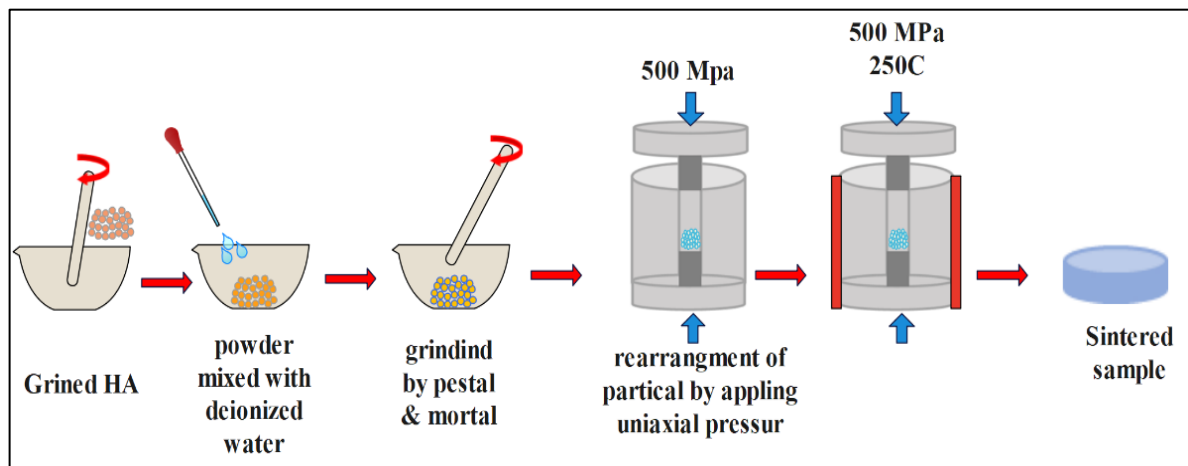 Grined HA
powder
mixed with
deionized
water
grindind
by pestal
& mortal
500 Mpa
rearrangment of
partical by appling
uniaxial pressur
500 MPa
250C
Sintered
sample